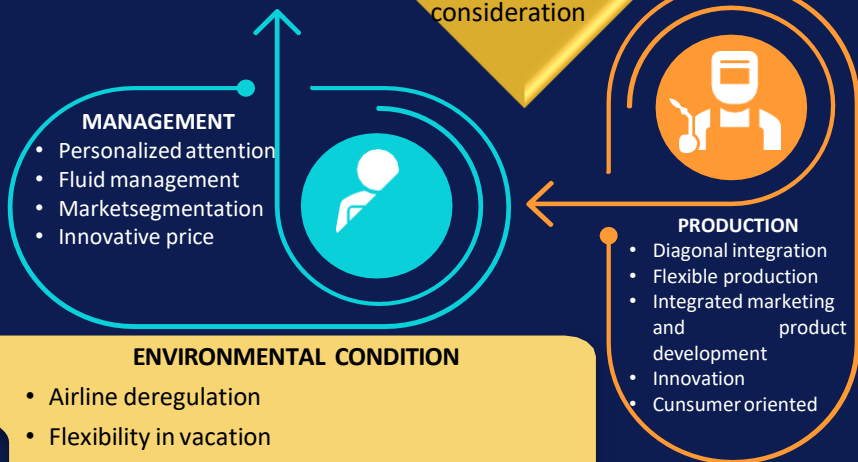 consideration
MANAGEMENT
• Personalized attention
• Fluid management
• Marketsegmentation
• Innovative price
PRODUCTION
• Diagonal integration
• Flexible production
• Integrated marketing
and product
development
• Innovation
• Cunsumer oriented
ENVIRONMENTAL CONDITION
• Airline deregulation
• Flexibility in vacation